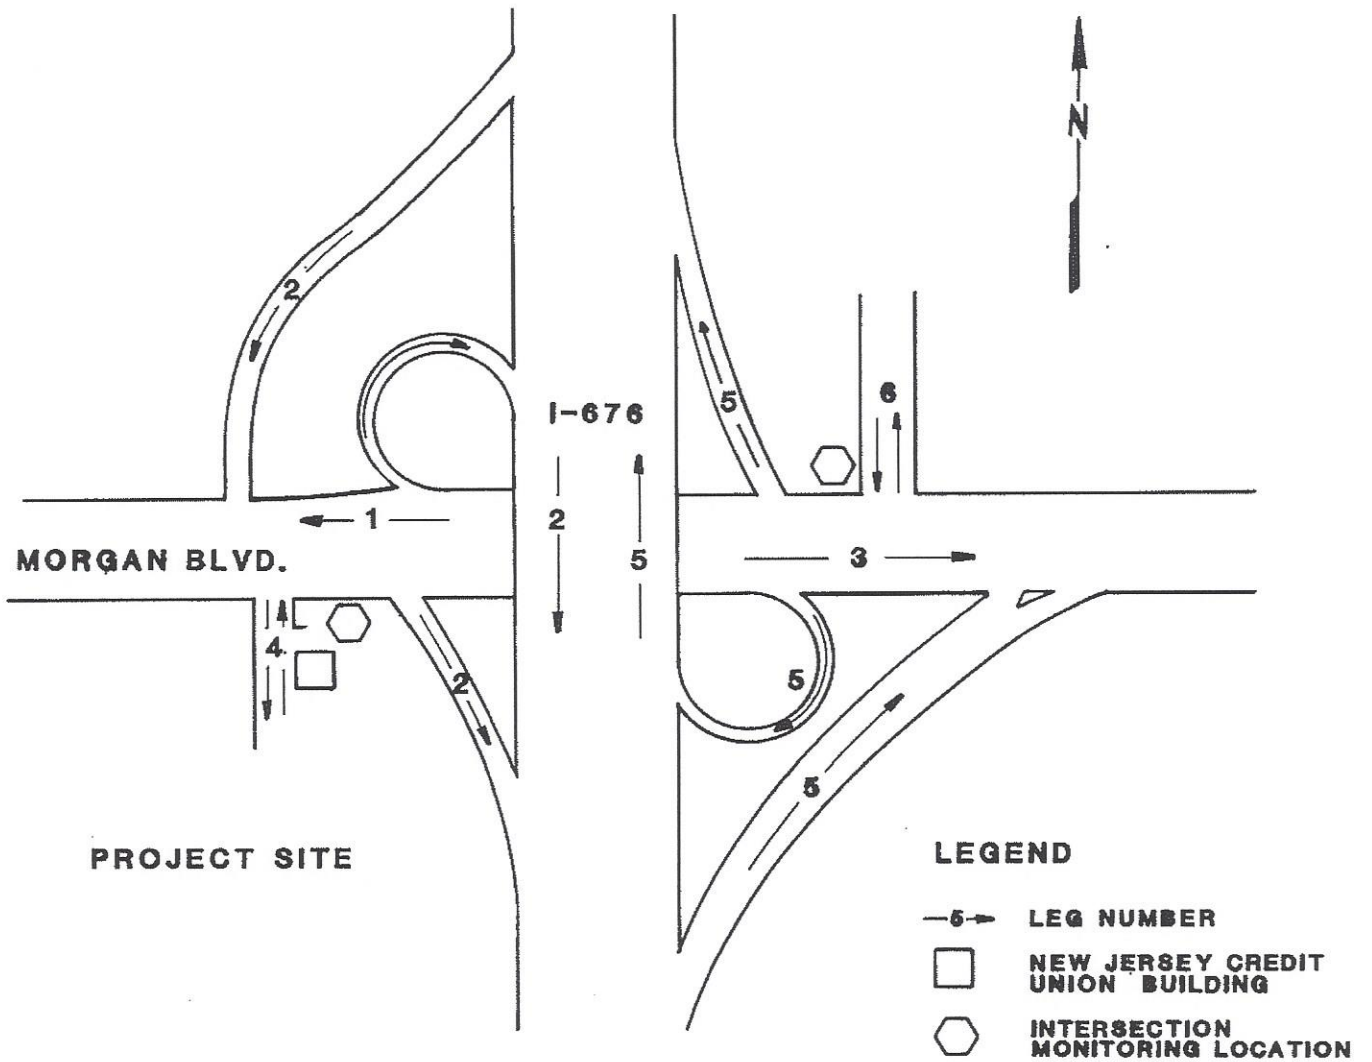 N
2
5
6
I-676
1
2
MORGAN BLVD.
5
3
4
2
5
5
PROJECT SITE
LEGEND
5 LEG NUMBER
NEW JERSEY CREDIT
UNION BUILDING
INTERSECTION
MONITORING LOCATION